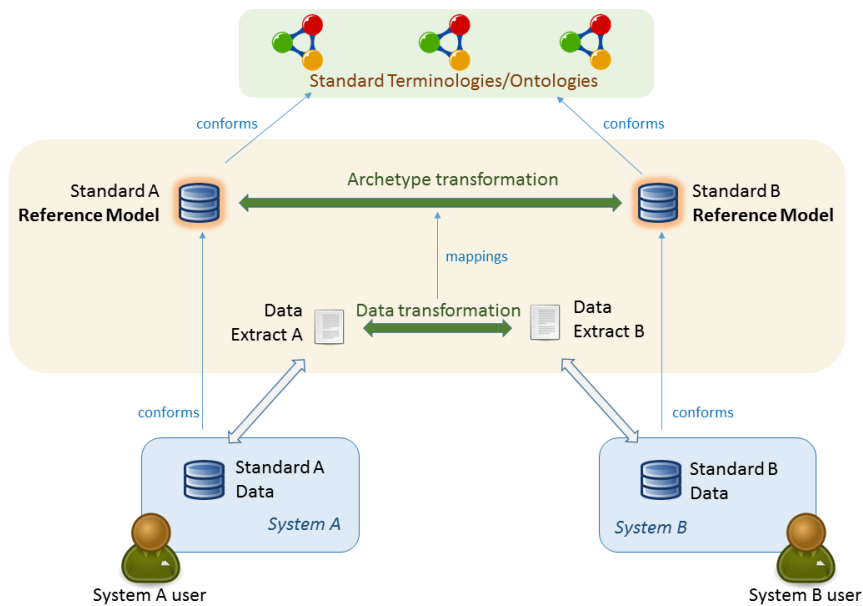 Standard Terminologies/Ontologies
conforms
conforms
Standard A
Reference Model
Archetype transformation
Standard B
Reference Model
mappings
Data
Extract A
Data transformation
Data
Extract B
conforms
conforms
Standard A
Data
System A
Standard B
Data
System B
System A user
System B user